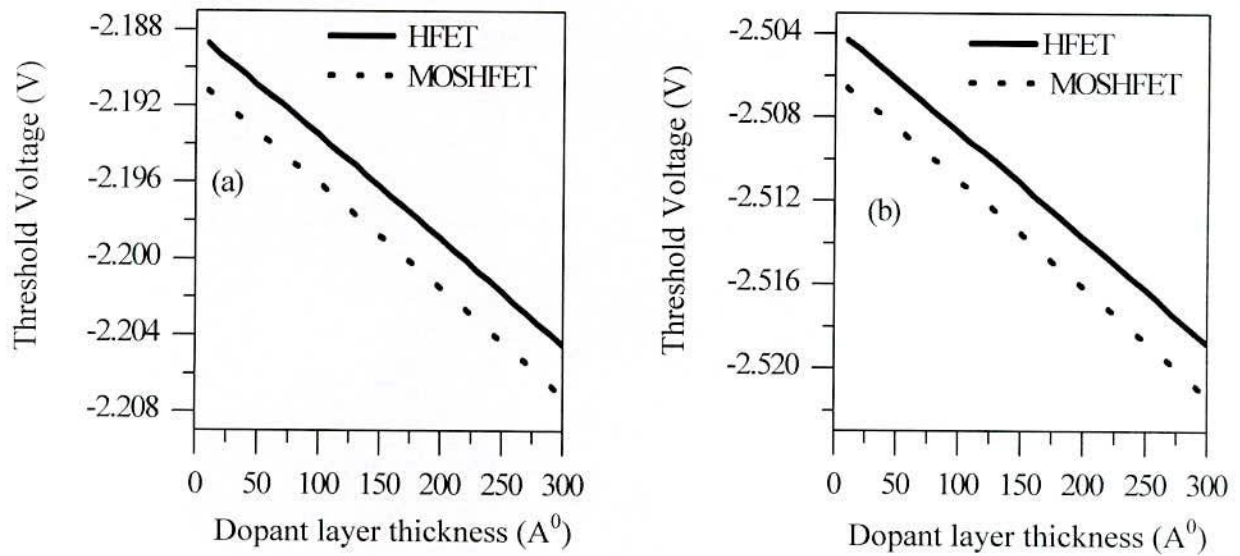 -2.188
-2.192
-2.196
-2.200
-2.204
-2.208
Threshold Voltage (V)
HFET
MOSHFET
(a)
0 50 100 150 200 250 300
Dopant layer thickness (A⁰)
-2.504
-2.508
-2.512
-2.516
-2.520
Threshold Voltage (V)
HFET
MOSHFET
(b)
0 50 100 150 200 250 300
Dopant layer thickness (A⁰)